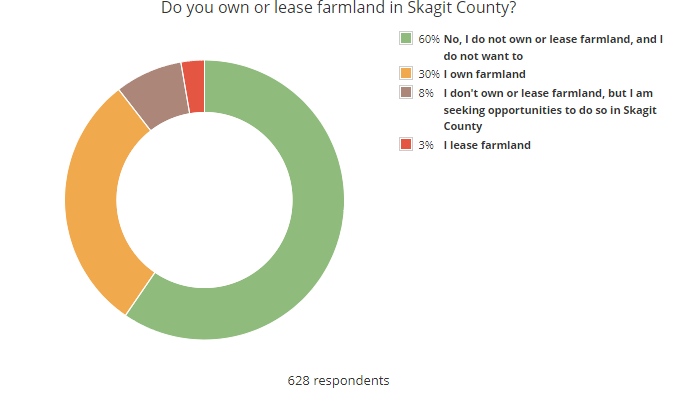 Do you own or lease farmland in Skagit County?
60% No, I do not own or lease farmland, and I
do not want to
30% I own farmland
8% I don't own or lease farmland, but I am
seeking opportunities to do so in Skagit
County
3% I lease farmland
628 respondents